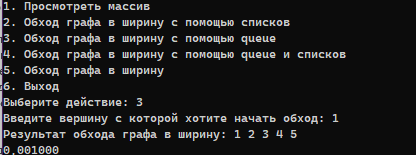 1. Просмотреть массив
2. Обход графа в ширину с помощью списков
3. Обход графа в ширину с помощью queue
4. Обход графа в ширину с помощью queue и списков
5. Обход графа в ширину
6. Выход
Выберите действие: 3
Введите вершину с которой хотите начать обход: 1
Результат обхода графа в ширину: 1 2 3 4 5
0,001000